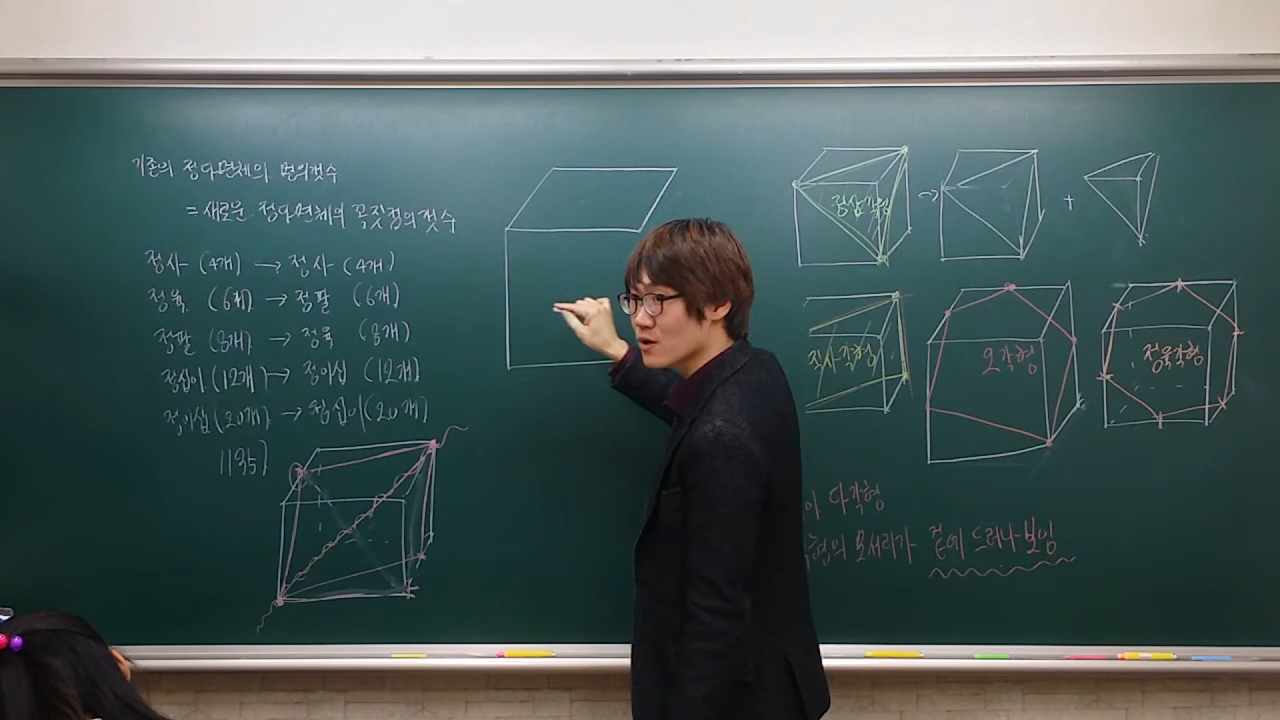 기존의 정다면체의 면의갯수
= 새로운 정다면체의 꼭짓점의 갯수
정사 (4개) → 정사 (4개)
정육 (6개) → 정팔 (6개)
정팔 (8개) → 정육 (8개)
정십이 (12개) → 정이십 (12개)
정이십 (20개) → 정십이 (20개)
정삼각형
→
+
직사각형
오각형
정육각형
이 다각형
의 모서리가 겉에 드러나 보임